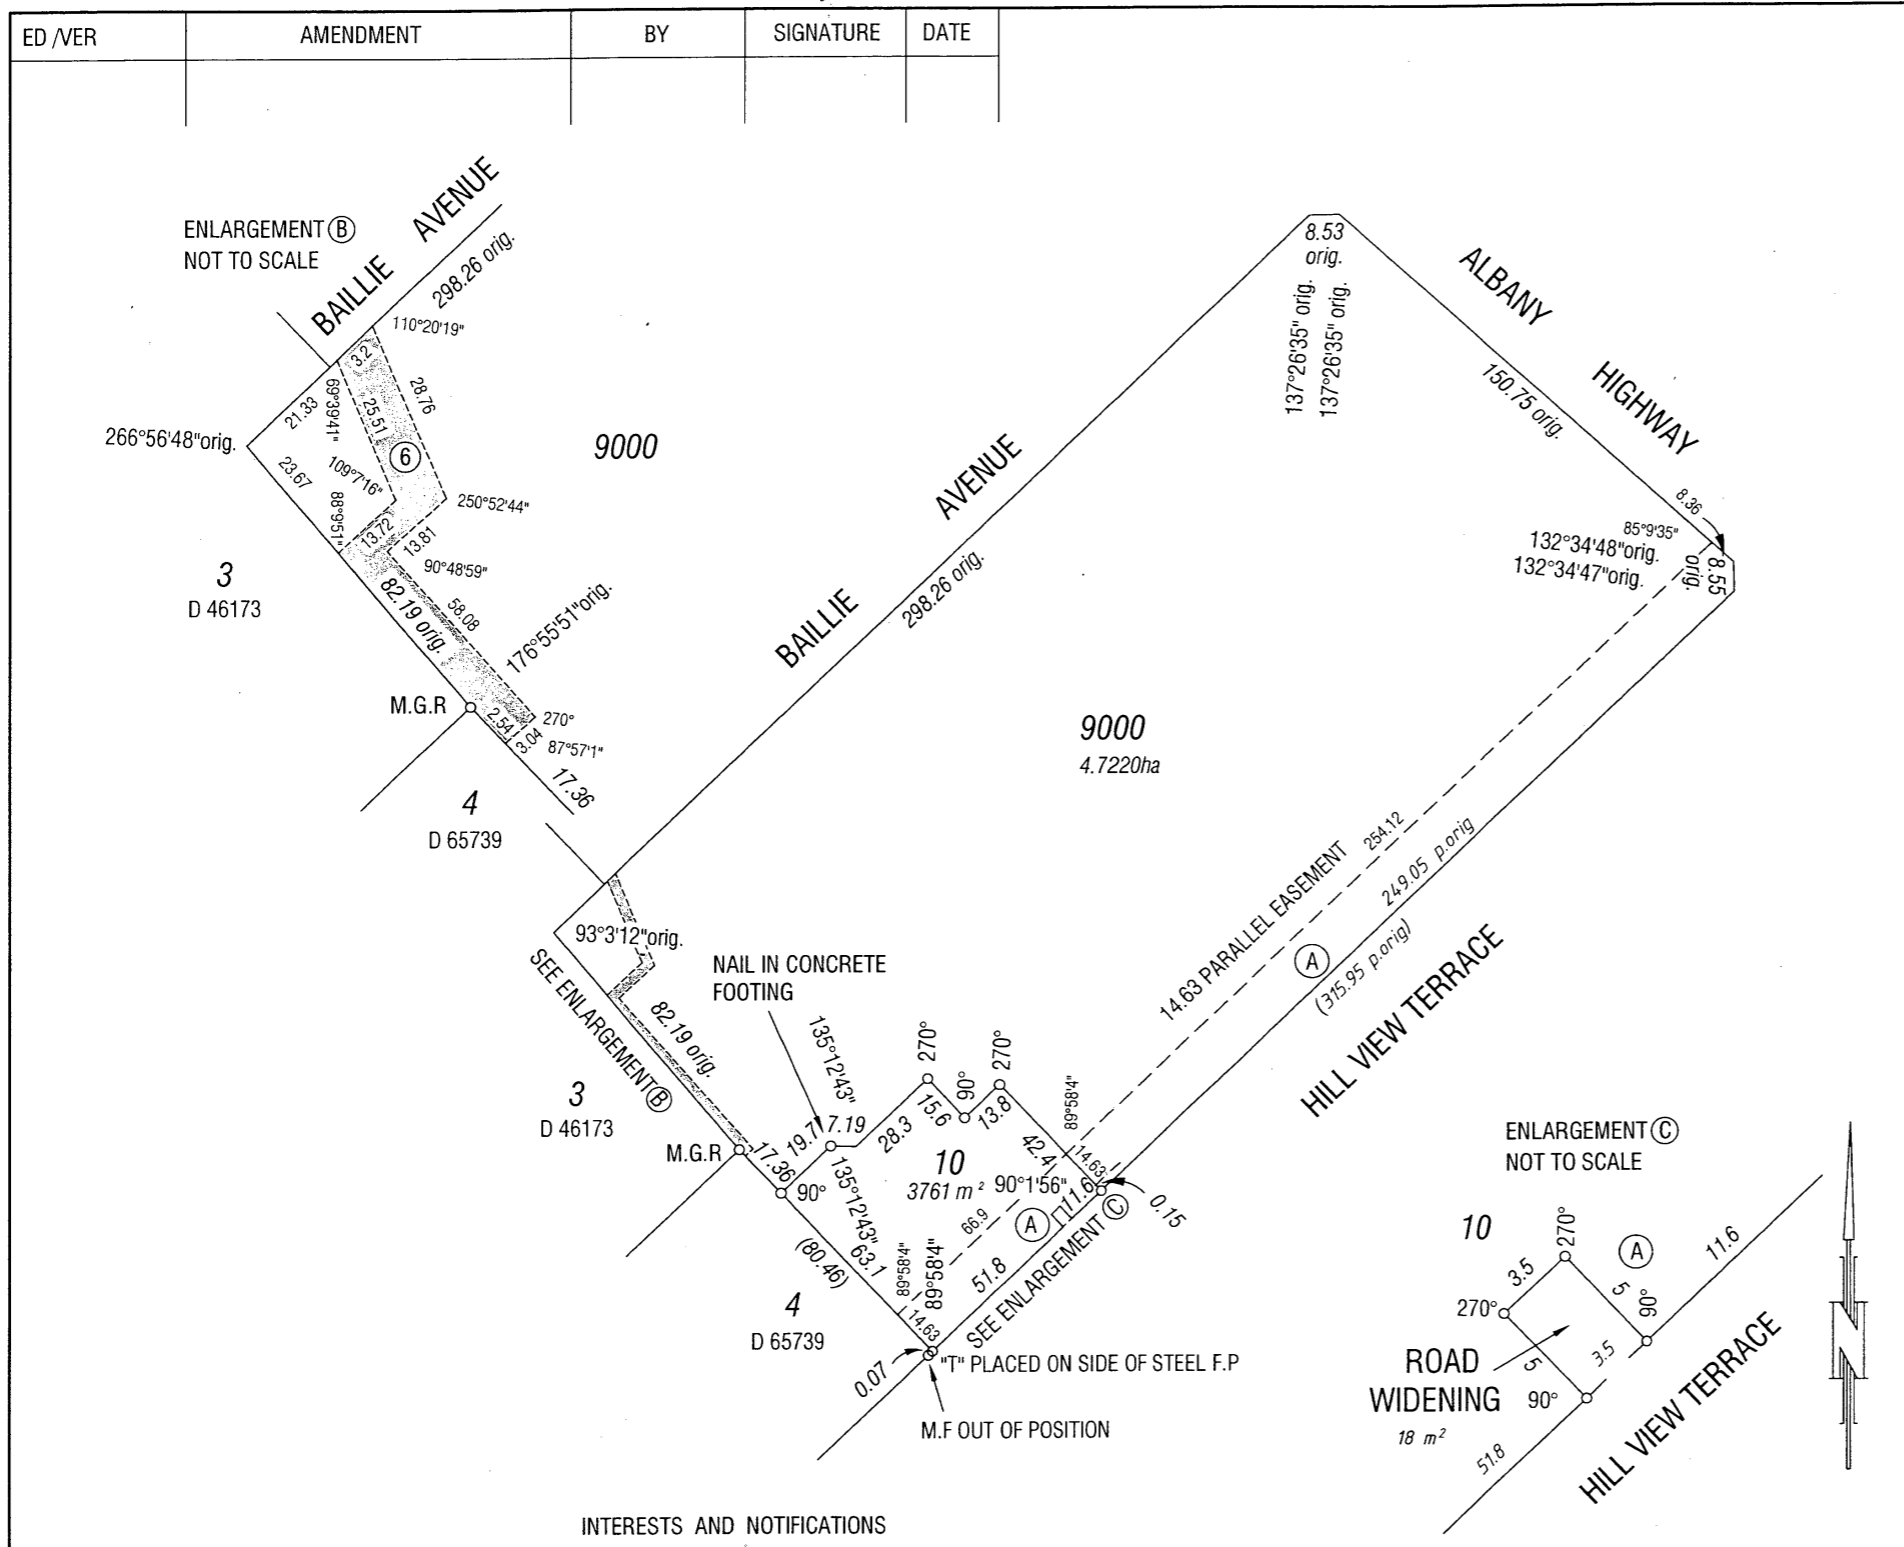 ED /VER AMENDMENT BY SIGNATURE DATE
ENLARGEMENT B
NOT TO SCALE
BAILLIE AVENUE
298.26 orig.
110°20'19"
3.2
28.76
69°39'41"
25.51
21.33
266°56'48"orig.
6
9000
23.67
109°7'16"
88°9'51"
13.72
13.81
250°52'44"
90°48'59"
3
D 46173
82.19 orig.
58.08
176°55'51"orig.
M.G.R
2.54
3.04
270°
87°57'1"
17.36
4
D 65739
8.53
orig.
137°26'35" orig.
137°26'35" orig.
ALBANY HIGHWAY
150.75 orig.
8.36
85°9'35"
132°34'48"orig.
132°34'47"orig.
8.55
orig.
BAILLIE AVENUE
298.26 orig.
9000
4.7220ha
14.63 PARALLEL EASEMENT
254.12
249.05 p.orig
(315.95 p.orig)
A
HILL VIEW TERRACE
93°3'12"orig.
SEE ENLARGEMENT B
82.19 orig.
NAIL IN CONCRETE
FOOTING
135°12'43"
270°
90°
270°
3
D 46173
M.G.R
17.36
19.7
7.19
28.3
15.6
13.8
89°58'4"
42.4
14.63
10
3761 m²
90°1'56"
90°
135°12'43"
63.1
(80.46)
66.9
A
11.6
0.15
89°58'4"
89°58'4"
51.8
SEE ENLARGEMENT C
4
D 65739
14.63
0.07
"T" PLACED ON SIDE OF STEEL F.P
M.F OUT OF POSITION
ENLARGEMENT C
NOT TO SCALE
10
270°
A
11.6
3.5
270°
5
90°
5
3.5
ROAD
WIDENING
18 m²
90°
51.8
HILL VIEW TERRACE
N
INTERESTS AND NOTIFICATIONS